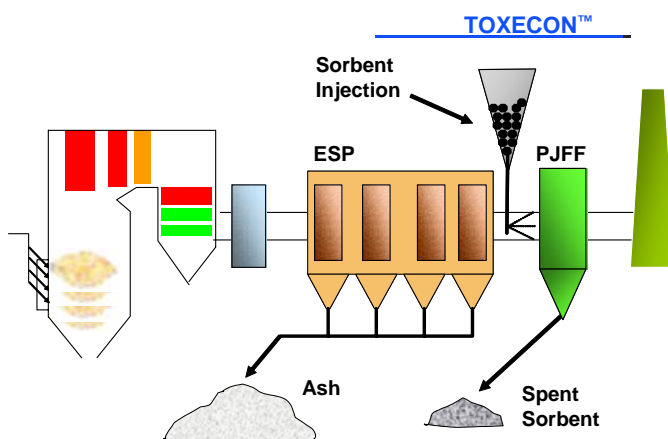 TOXECON™
Sorbent
Injection
ESP
PJFF
Ash
Spent
Sorbent